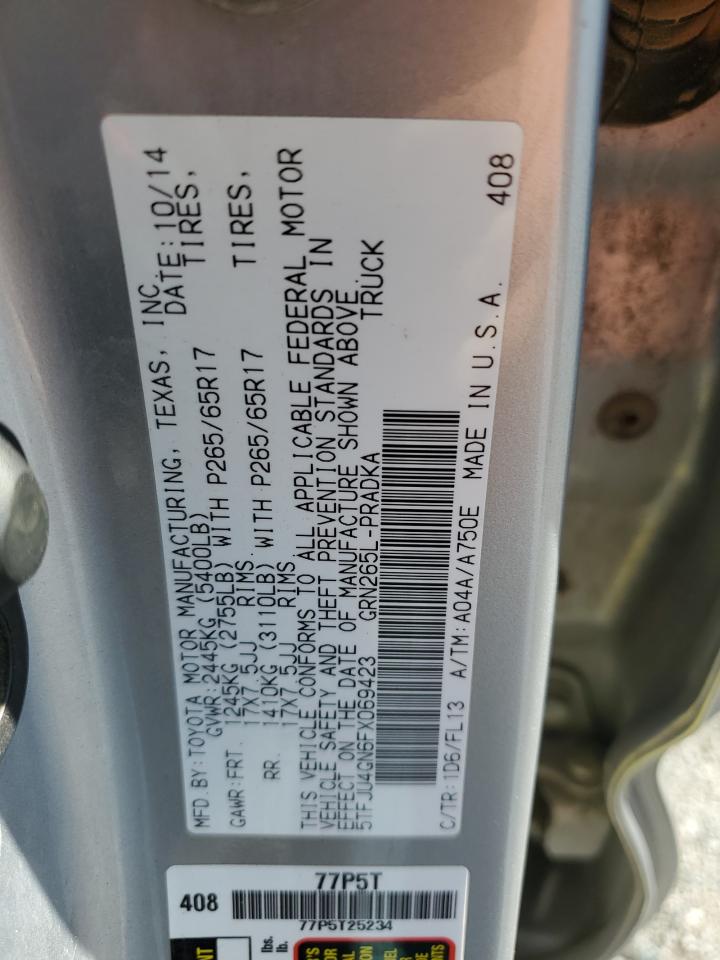 MFD.BY:TOYOTA MOTOR MANUFACTURING, TEXAS, INC.
GVWR:2445KG (5400LB) DATE:10/14
GAWR:FRT. 1245KG (2755LB) WITH P265/65R17 TIRES,
17X7.5JJ RIMS
RR. 1410KG (3110LB) WITH P265/65R17 TIRES,
17X7.5JJ RIMS
THIS VEHICLE CONFORMS TO ALL APPLICABLE FEDERAL MOTOR
VEHICLE SAFETY AND THEFT PREVENTION STANDARDS IN
EFFECT ON THE DATE OF MANUFACTURE SHOWN ABOVE.
5TFJU4GN6FX069423 GRN265L-PRADKA TRUCK
C/TR:1D6/FL13 A/TM:A04A/A750E MADE IN U.S.A. 408
77P5T
408
77P5T25234
lbs.
lb.